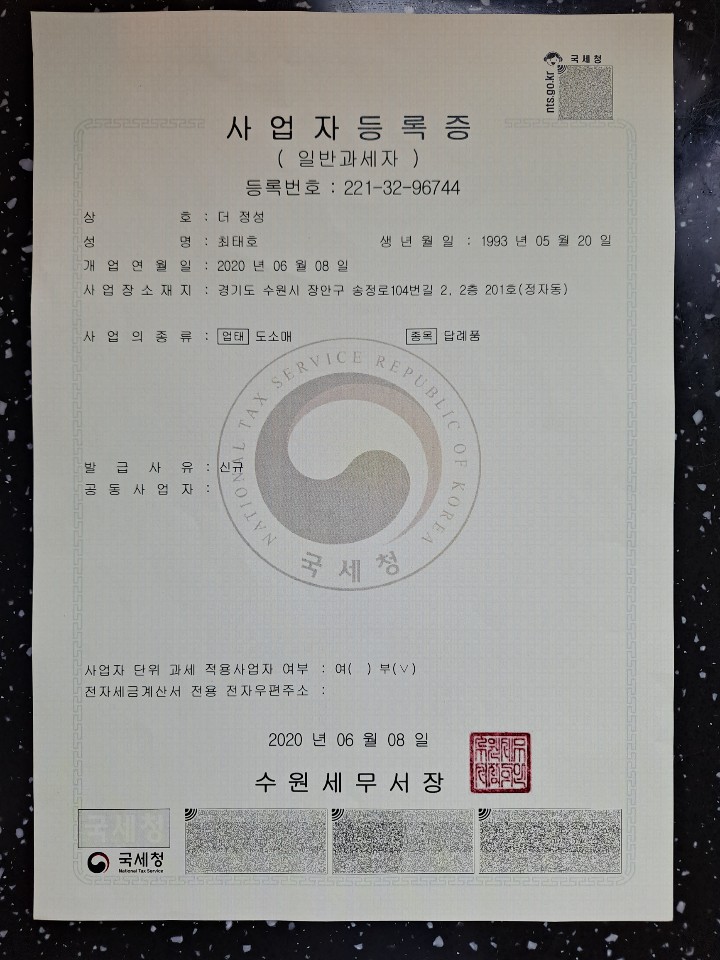 국세청
nts.go.kr
사업자등록증
( 일반과세자 )
등록번호 : 221-32-96744
상 호 : 더 정성
성 명 : 최태호 생 년 월 일 : 1993 년 05 월 20 일
개 업 연 월 일 : 2020 년 06 월 08 일
사 업 장 소 재 지 : 경기도 수원시 장안구 송정로104번길 2, 2층 201호(정자동)
사 업 의 종 류 : 업태 도소매 종목 답례품
NATIONAL TAX SERVICE REPUBLIC OF KOREA
발 급 사 유 : 신규
공 동 사 업 자 :
국세청
사업자 단위 과세 적용사업자 여부 : 여( ) 부(∨)
전자세금계산서 전용 전자우편주소 :
2020 년 06 월 08 일
수원세무서장
국세청
국세청
National Tax Service